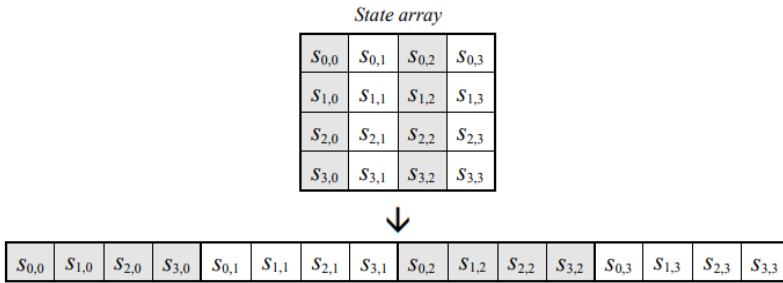 State array
s0,0 s0,1 s0,2 s0,3
s1,0 s1,1 s1,2 s1,3
s2,0 s2,1 s2,2 s2,3
s3,0 s3,1 s3,2 s3,3
s0,0 s1,0 s2,0 s3,0 s0,1 s1,1 s2,1 s3,1 s0,2 s1,2 s2,2 s3,2 s0,3 s1,3 s2,3 s3,3